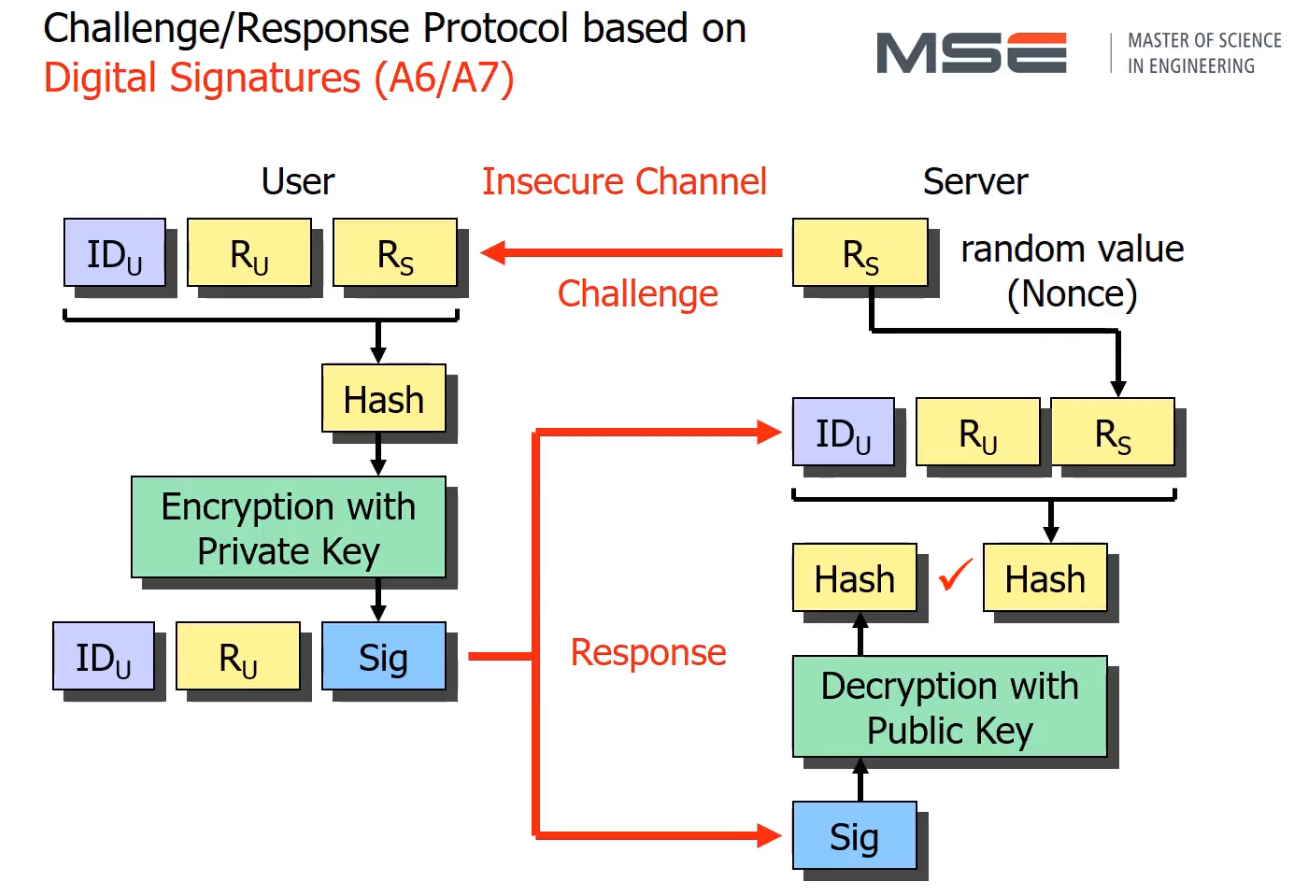 Challenge/Response Protocol based on
Digital Signatures (A6/A7)
MSE
MASTER OF SCIENCE
IN ENGINEERING
User
Insecure Channel
Server
ID_U
R_U
R_S
Challenge
R_S
random value
(Nonce)
Hash
Encryption with
Private Key
ID_U
R_U
Sig
Response
ID_U
R_U
R_S
Hash
✓
Hash
Decryption with
Public Key
Sig